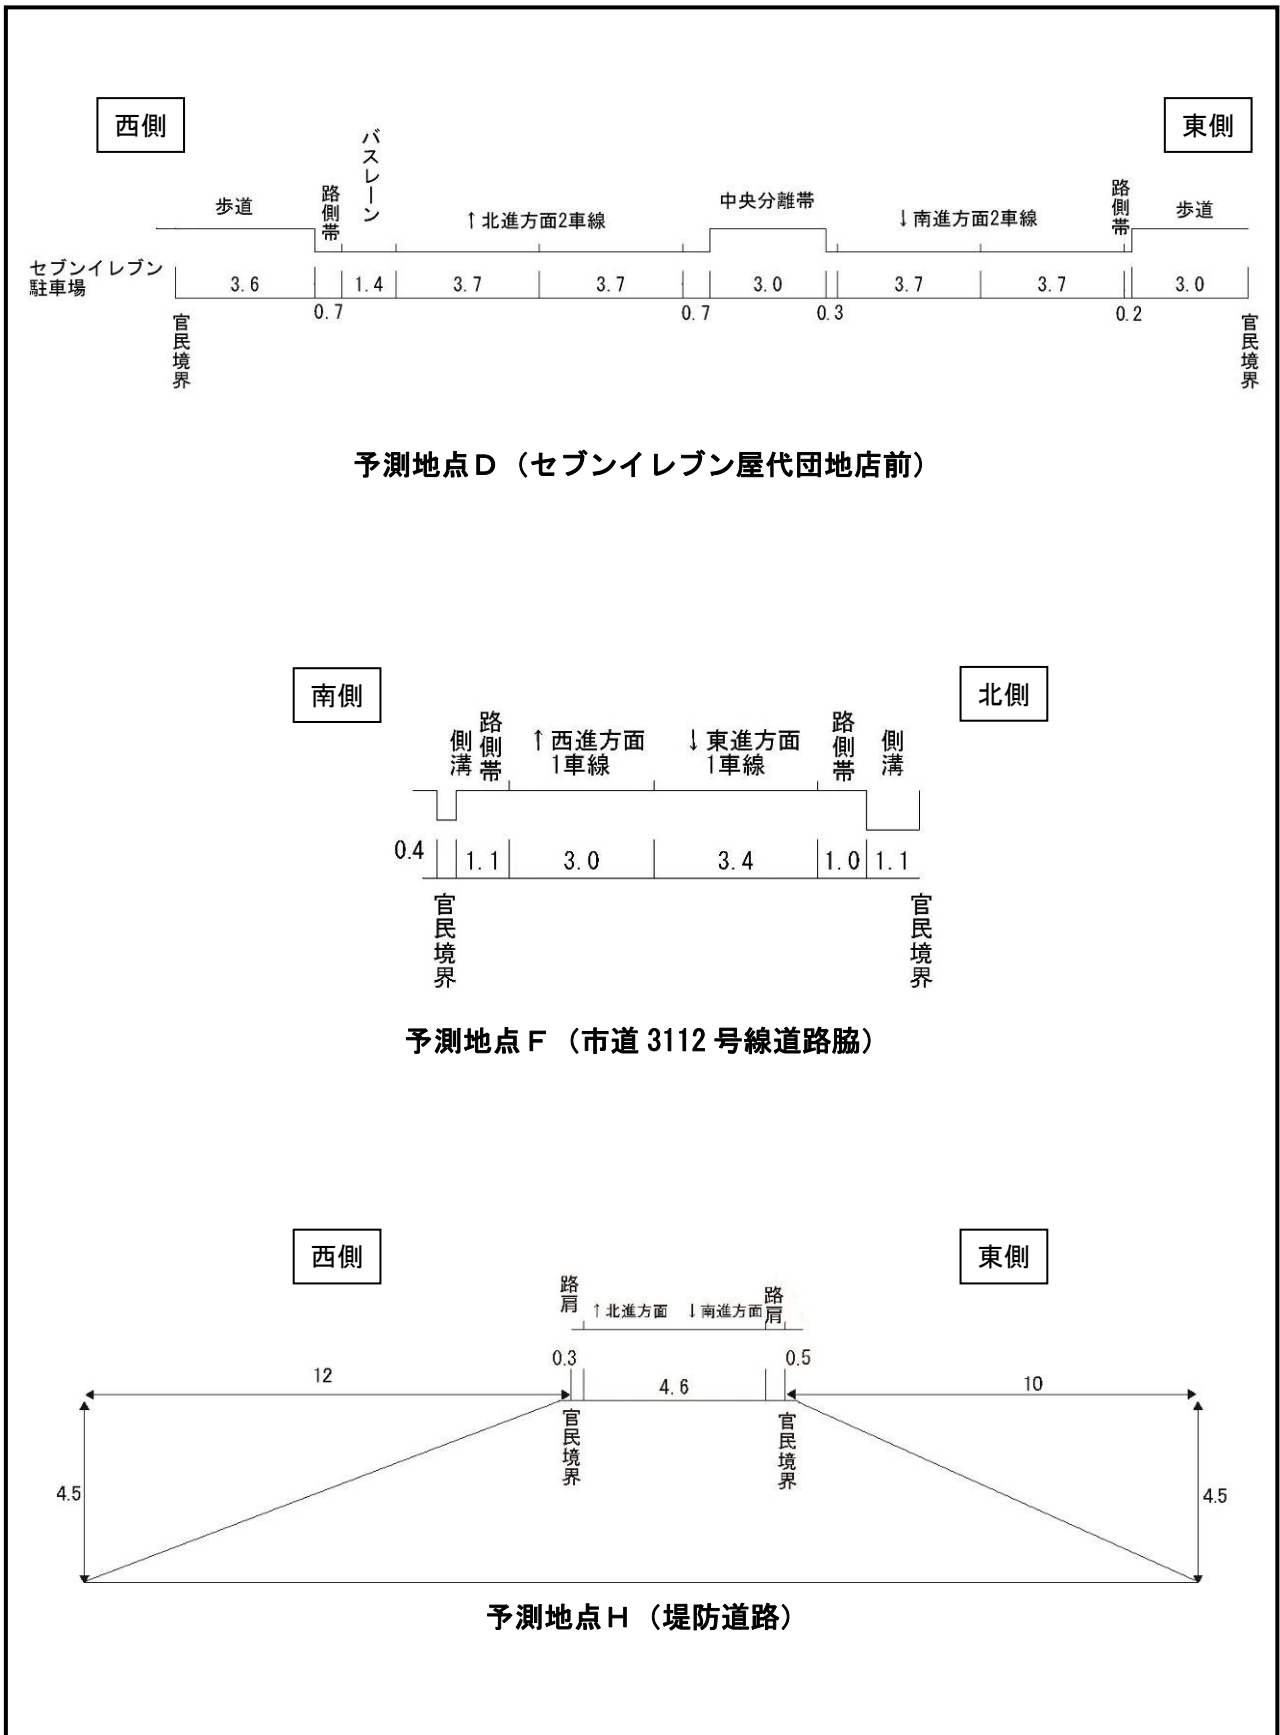 西側
東側
バスレーン
路側帯
路側帯
歩道
↑北進方面2車線
中央分離帯
↓南進方面2車線
歩道
セブンイレブン
駐車場
3.6
1.4
3.7
3.7
3.0
3.7
3.7
3.0
0.7
0.7
0.3
0.2
官民境界
官民境界
予測地点D（セブンイレブン屋代団地店前）
南側
北側
側溝
路側帯
↑西進方面
1車線
↓東進方面
1車線
路側帯
側溝
0.4
1.1
3.0
3.4
1.0
1.1
官民境界
官民境界
予測地点F（市道3112号線道路脇）
西側
東側
路肩
↑北進方面
↓南進方面
路肩
0.3
0.5
12
4.6
10
官民境界
官民境界
4.5
4.5
予測地点H（堤防道路）